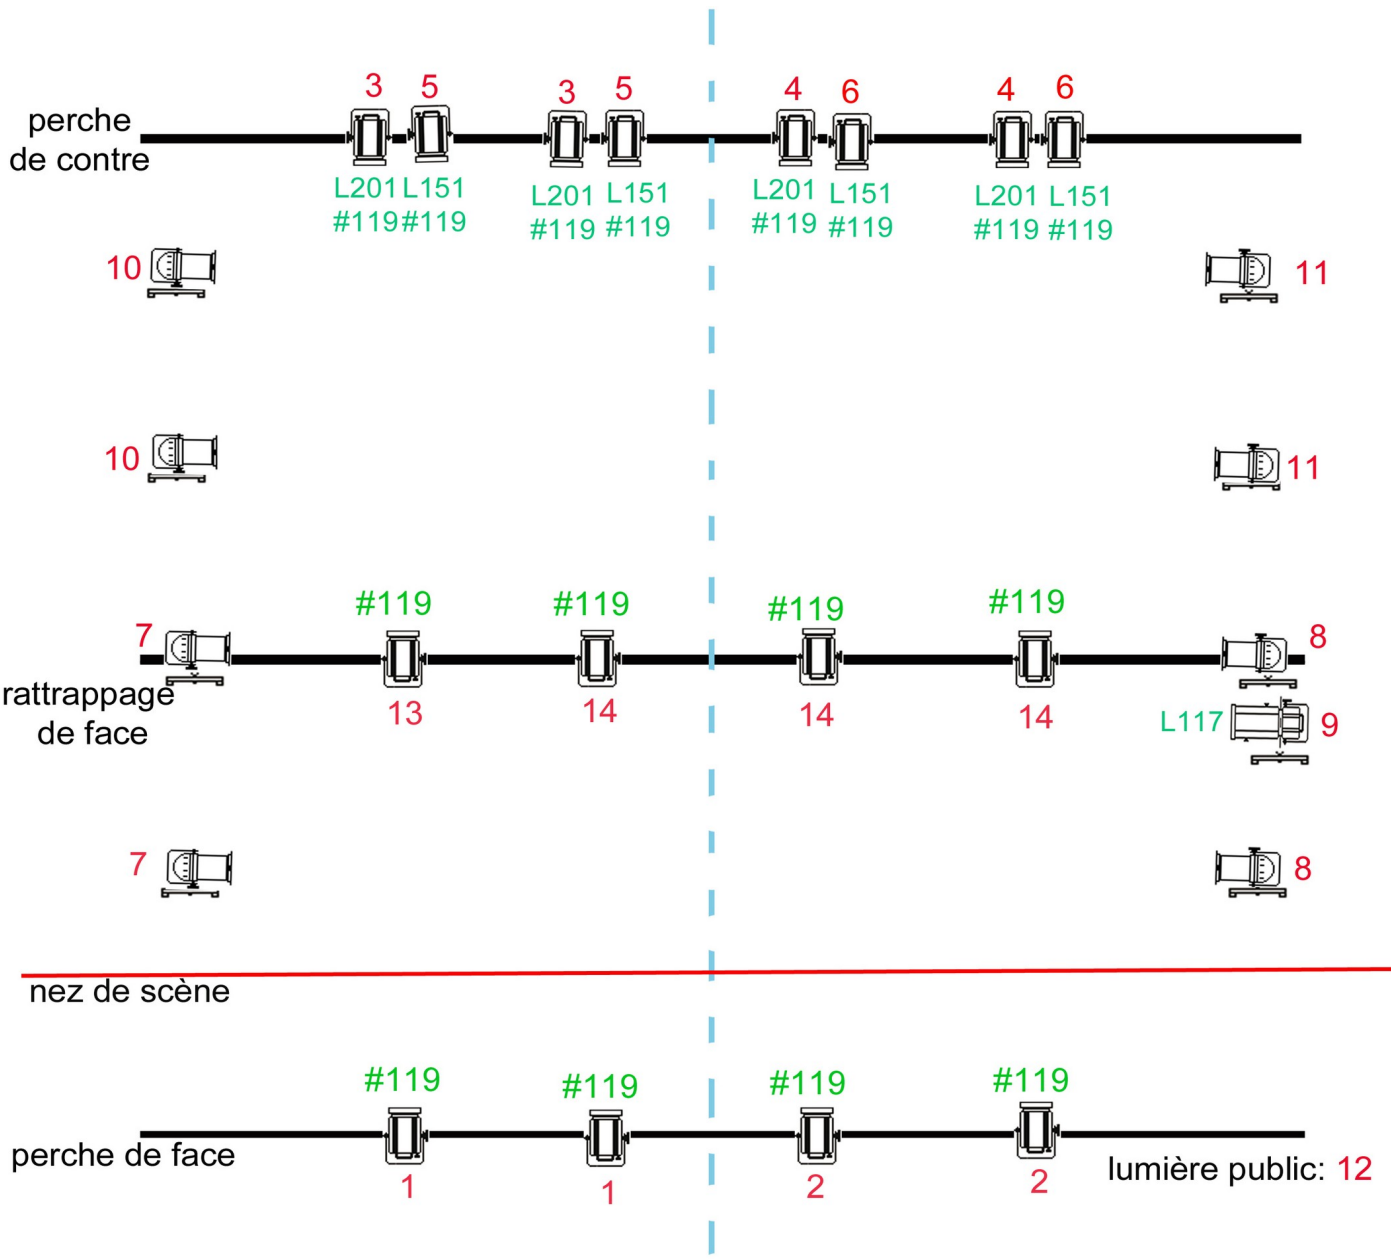 3 5 3 5 4 6 4 6
perche
de contre
L201 L151 L201 L151 L201 L151 L201 L151
#119 #119 #119 #119 #119 #119 #119 #119
10 11
10 11
#119 #119 #119 #119
7 8
rattrappage
de face
13 14 14 14
L117 9
7 8
nez de scène
#119 #119 #119 #119
perche de face
1 1 2 2
lumière public: 12